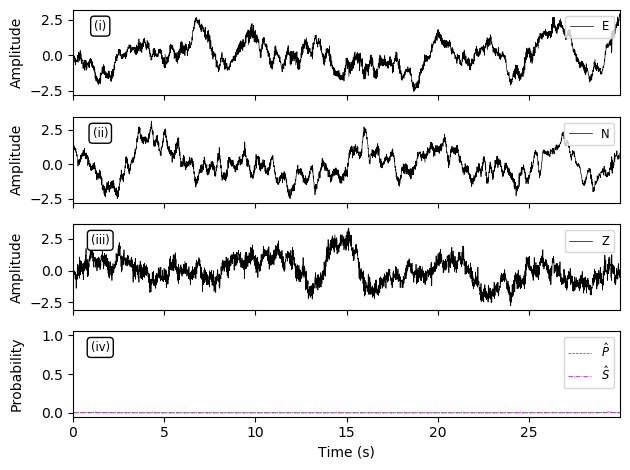 (i)
E
Amplitude
2.5
0.0
−2.5
(ii)
N
Amplitude
2.5
0.0
−2.5
(iii)
Z
Amplitude
2.5
0.0
−2.5
(iv)
P̂
Ŝ
Probability
1.0
0.5
0.0
0 5 10 15 20 25
Time (s)